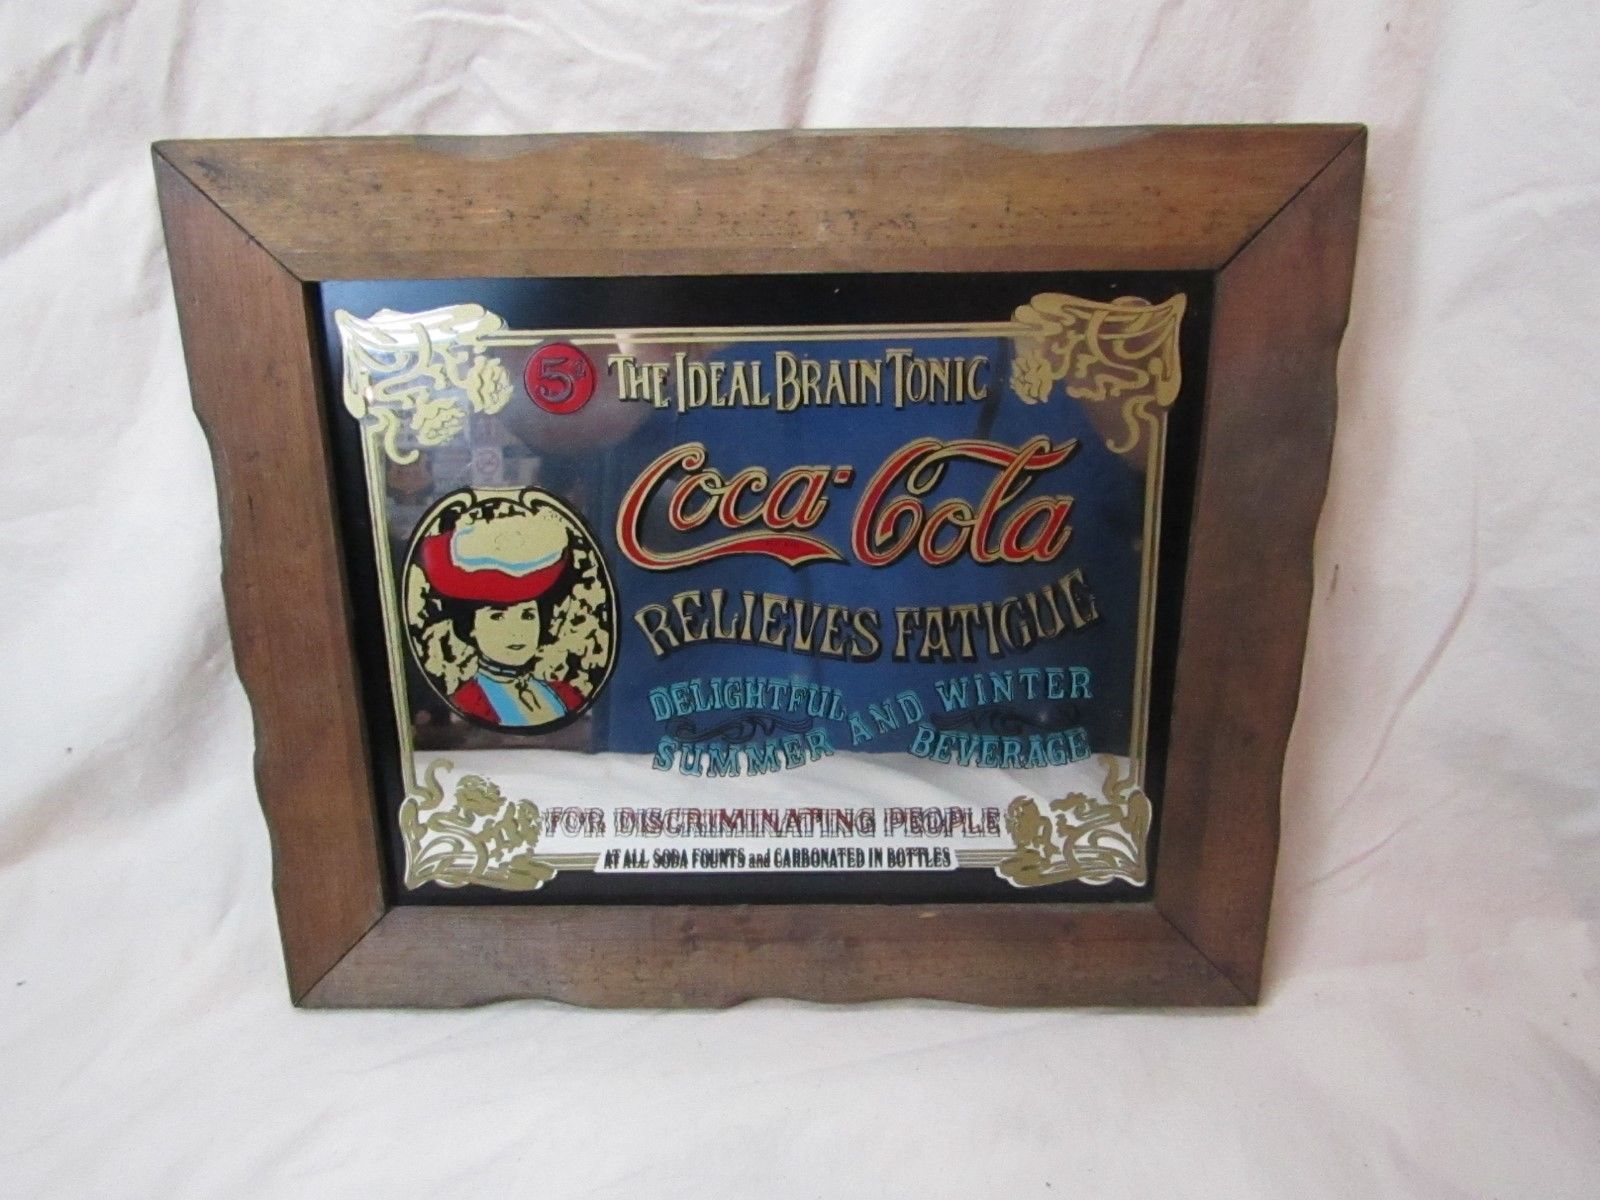 5¢ THE IDEAL BRAIN TONIC
Coca-Cola
RELIEVES FATIGUE
DELIGHTFUL
SUMMER AND WINTER
BEVERAGE
FOR DISCRIMINATING PEOPLE
AT ALL SODA FOUNTS and CARBONATED IN BOTTLES